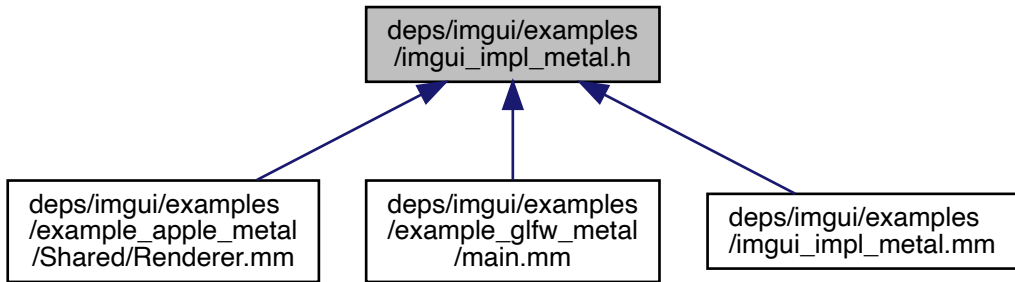 deps/imgui/examples
/imgui_impl_metal.h
deps/imgui/examples
/example_apple_metal
/Shared/Renderer.mm
deps/imgui/examples
/example_glfw_metal
/main.mm
deps/imgui/examples
/imgui_impl_metal.mm